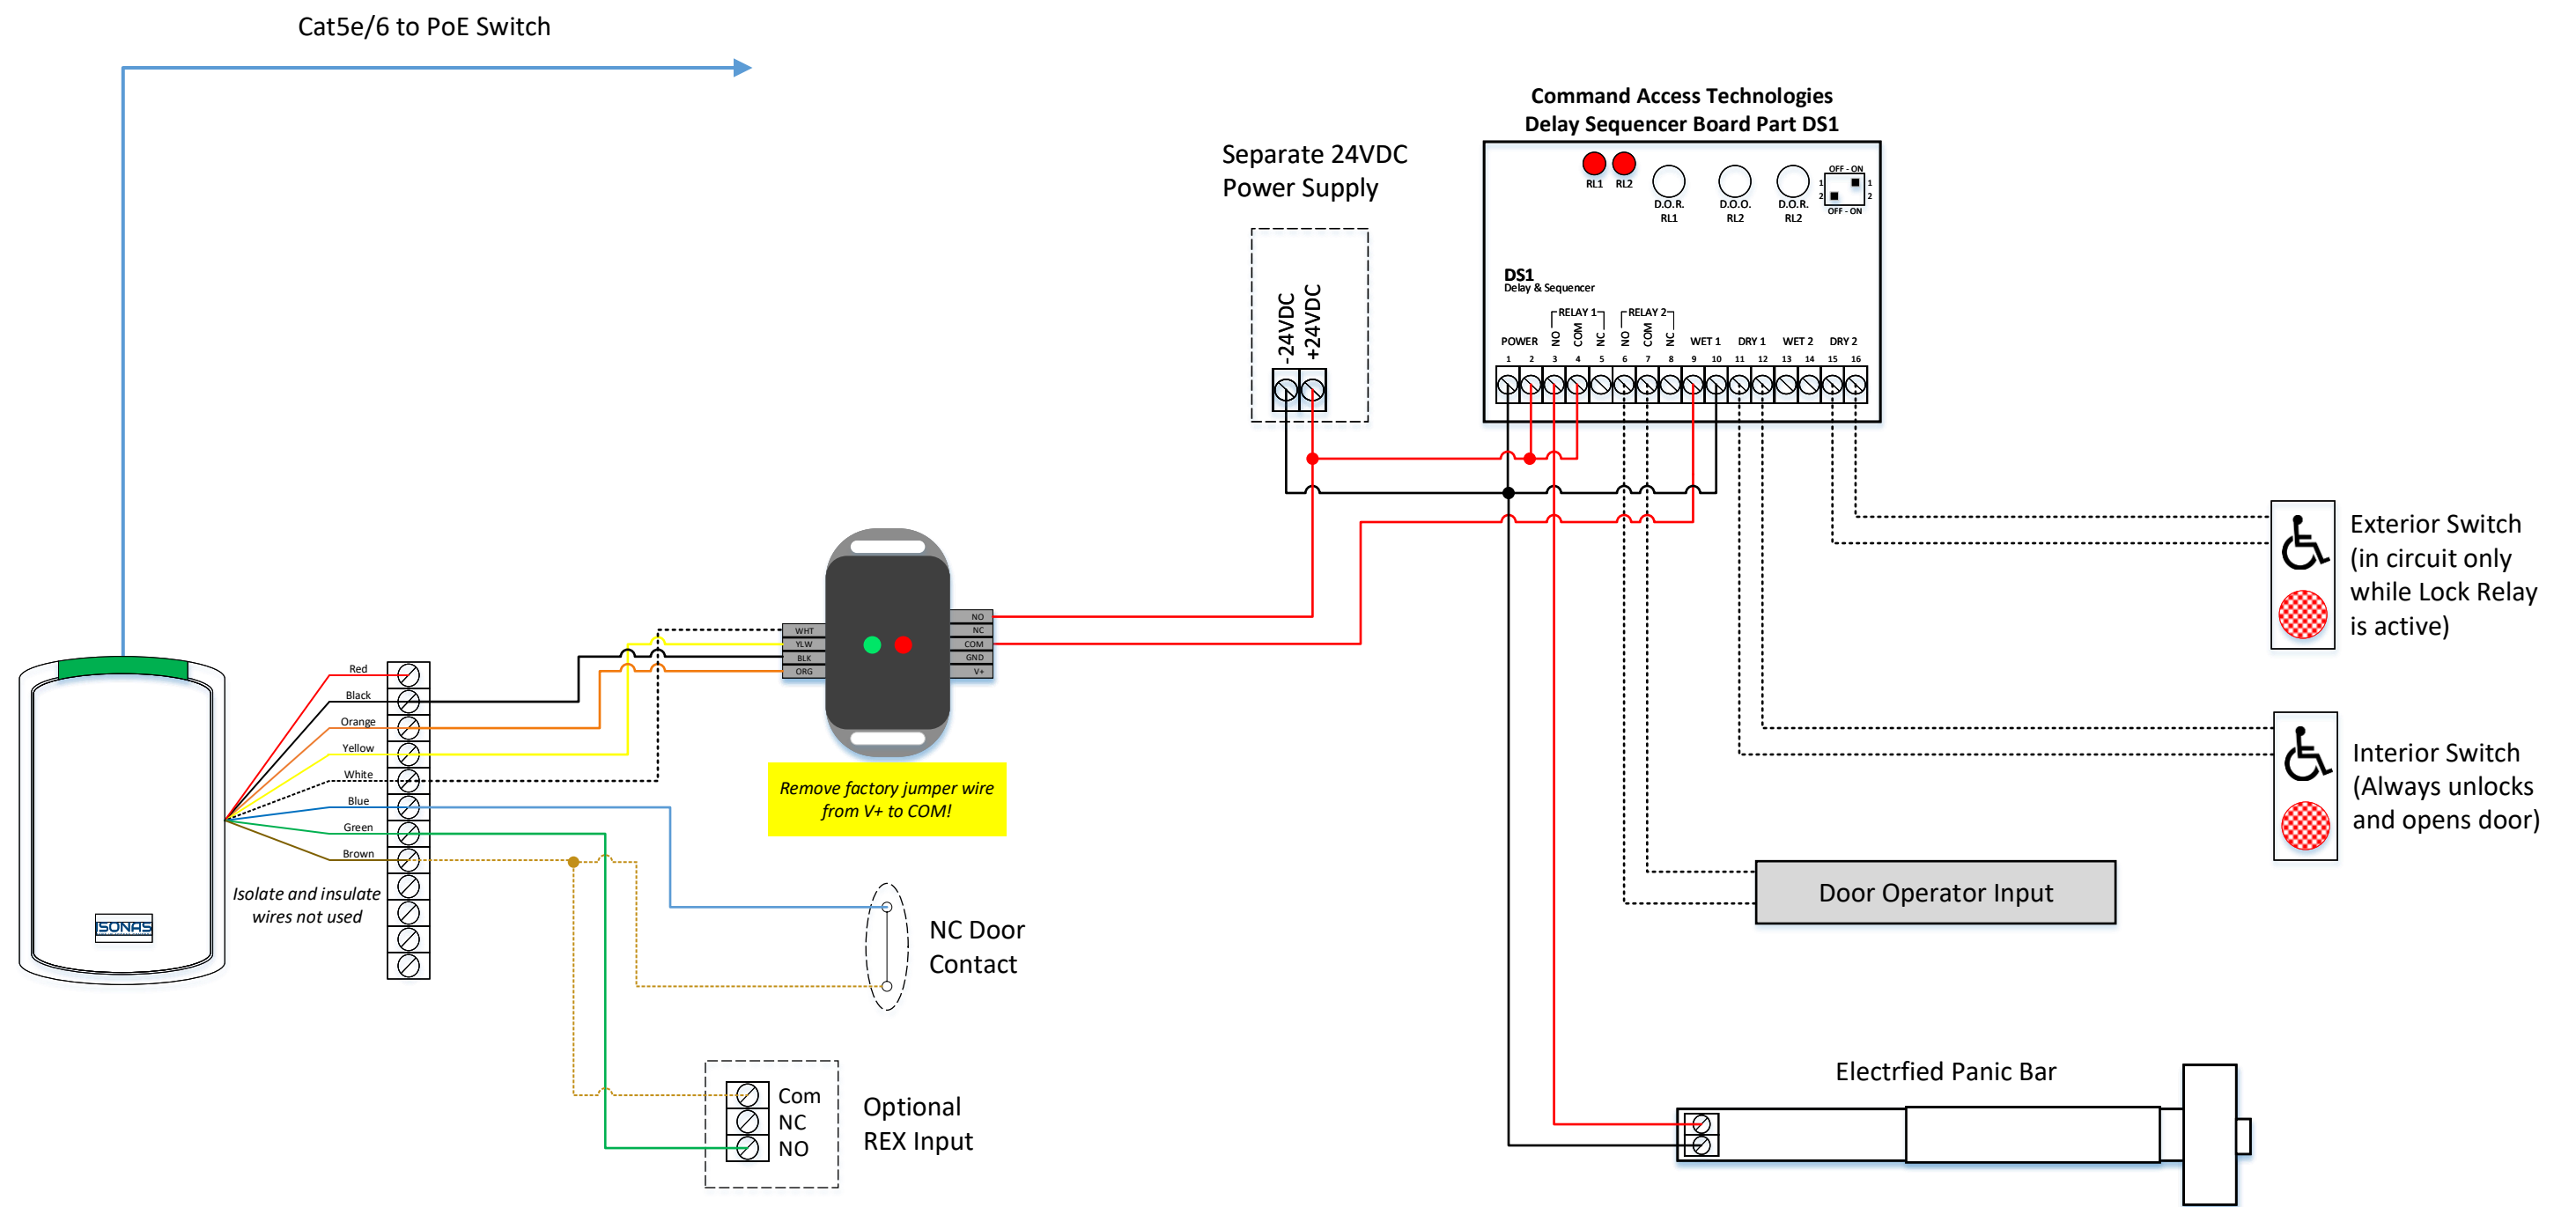 Cat5e/6 to PoE Switch
Command Access Technologies
Delay Sequencer Board Part DS1
Separate 24VDC
Power Supply
-24VDC
+24VDC
RL1
RL2
D.O.R.
RL1
D.O.O.
RL2
D.O.R.
RL2
OFF - ON
1 1
2 2
OFF - ON
DS1
Delay & Sequencer
RELAY 1
RELAY 2
POWER
NO
COM
NC
NO
COM
NC
WET 1
DRY 1
WET 2
DRY 2
1 2 3 4 5 6 7 8 9 10 11 12 13 14 15 16
Exterior Switch
(in circuit only
while Lock Relay
is active)
Interior Switch
(Always unlocks
and opens door)
Door Operator Input
Electrfied Panic Bar
WHT
YLW
BLK
ORG
NO
NC
COM
GND
V+
Remove factory jumper wire
from V+ to COM!
Red
Black
Orange
Yellow
White
Blue
Green
Brown
Isolate and insulate
wires not used
ISONAS
NC Door
Contact
Com
NC
NO
Optional
REX Input